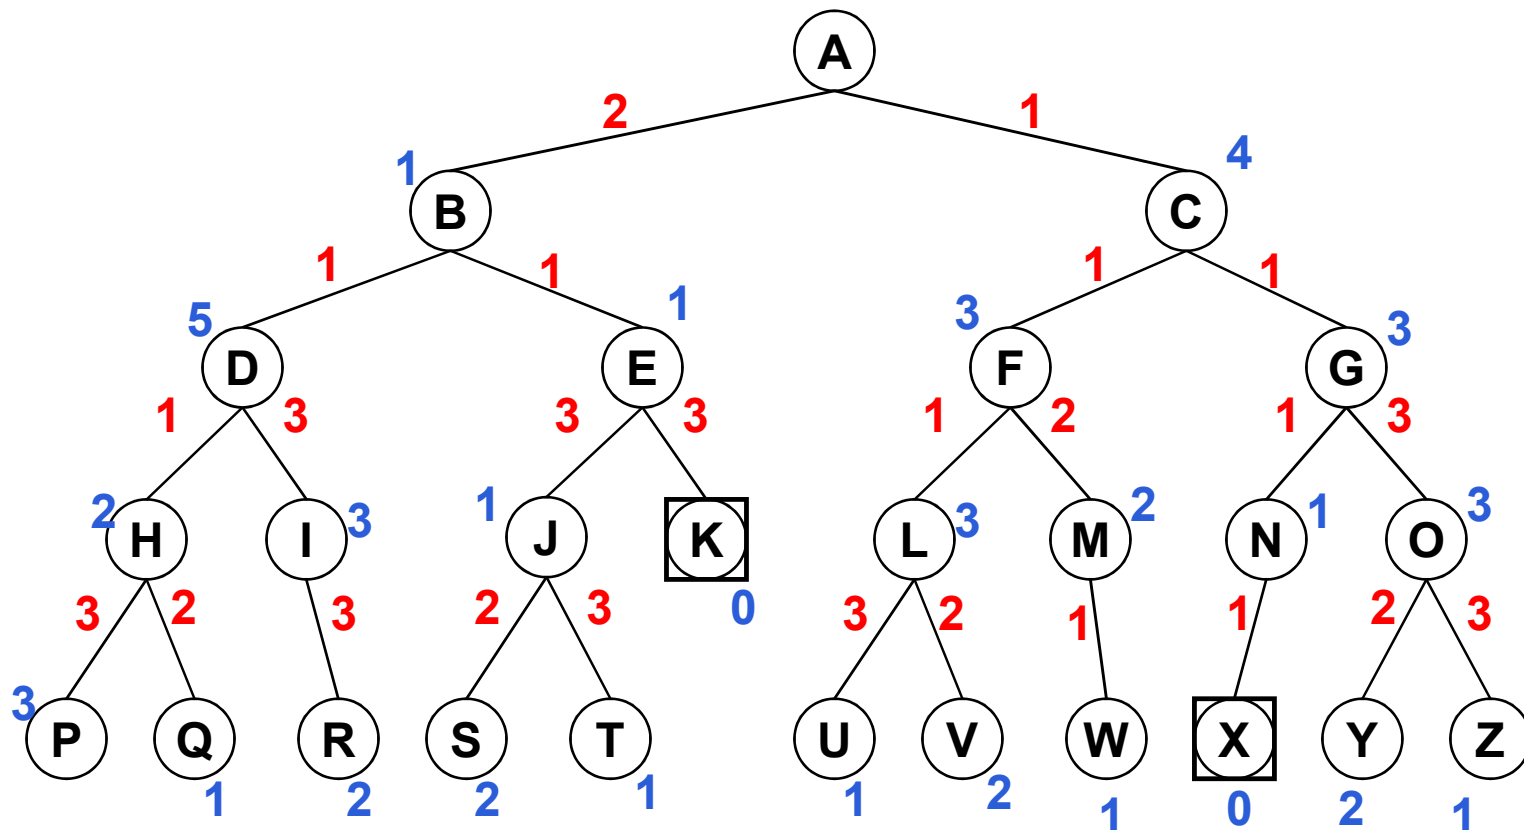 A
2 1
1 4
B C
1 1 1 1
5 1 3 3
D E F G
1 3 3 3 1 2 1 3
2 3 1 3 2 1 3
H I J K L M N O
0
3 2 3 2 3 3 2 1 1 2 3
3
P Q R S T U V W X Y Z
1 2 2 1 1 2 1 0 2 1